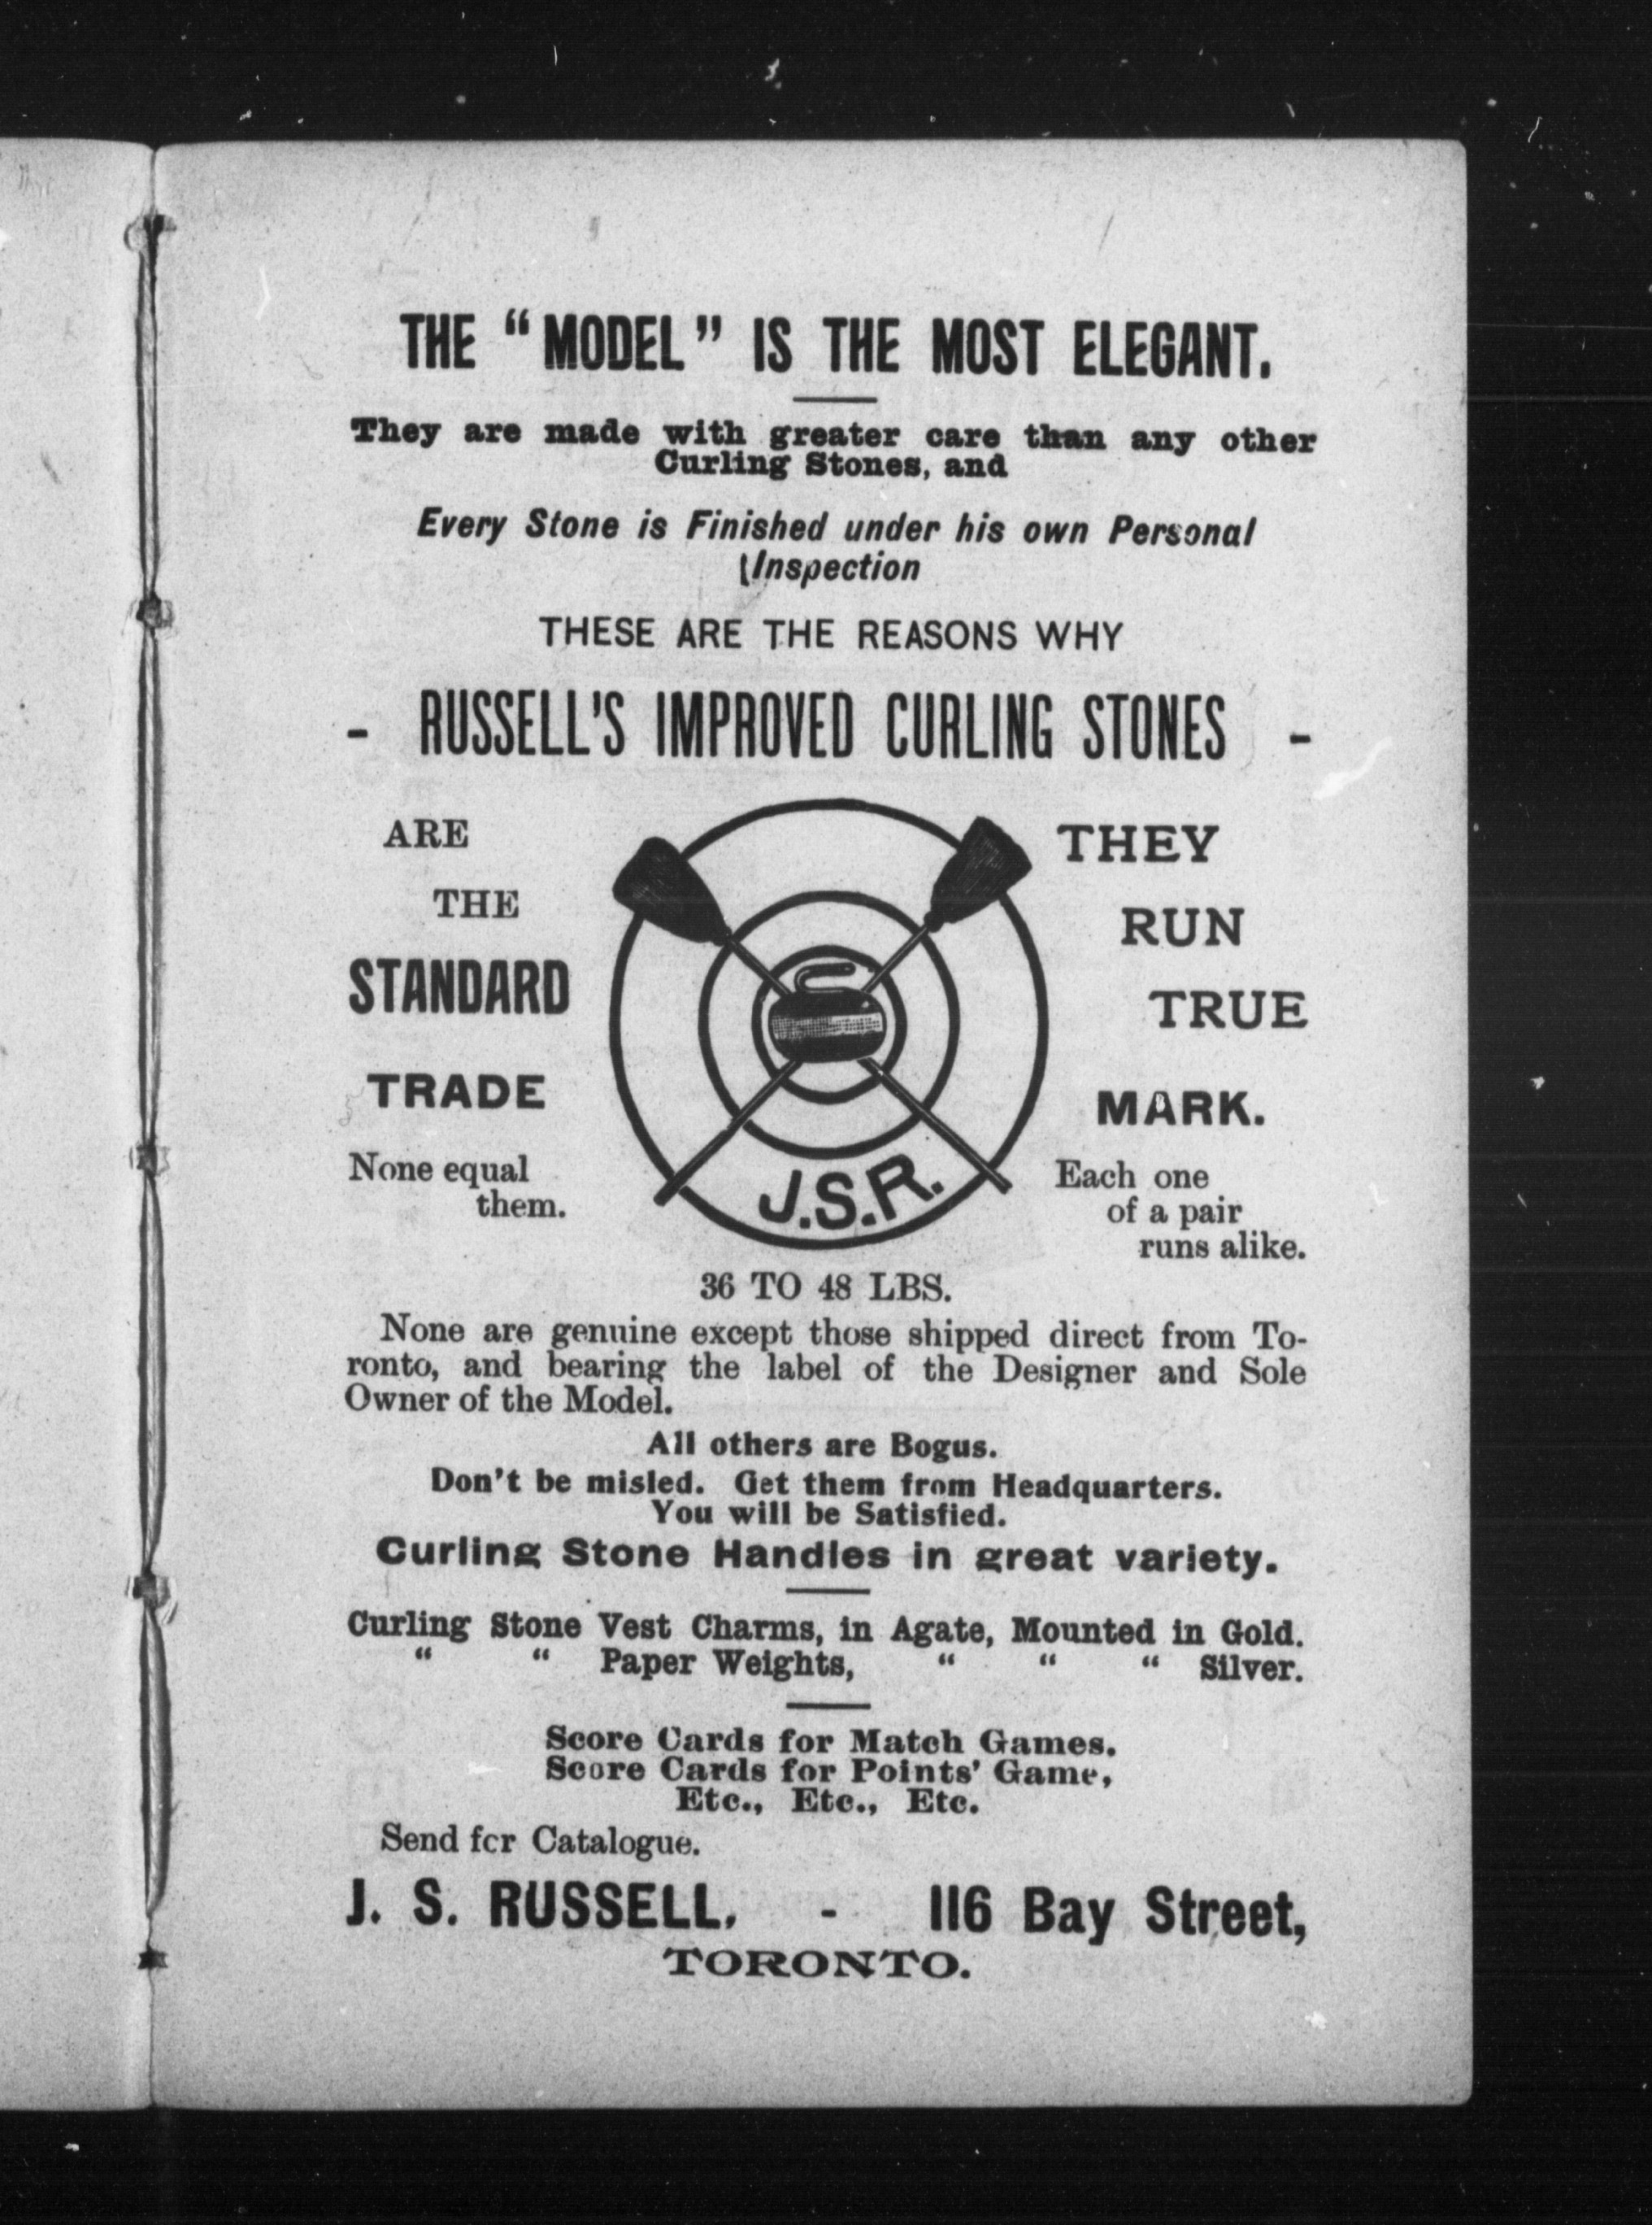 THE "MODEL" IS THE MOST ELEGANT.
They are made with greater care than any other
Curling Stones, and
Every Stone is Finished under his own Personal
Inspection
THESE ARE THE REASONS WHY
- RUSSELL'S IMPROVED CURLING STONES -
ARE
THE
STANDARD
THEY
RUN
TRUE
TRADE
MARK.
None equal
them.
J.S.R.
Each one
of a pair
runs alike.
36 TO 48 LBS.
None are genuine except those shipped direct from To-
ronto, and bearing the label of the Designer and Sole
Owner of the Model.
All others are Bogus.
Don't be misled. Get them from Headquarters.
You will be Satisfied.
Curling Stone Handles in great variety.
Curling Stone Vest Charms, in Agate, Mounted in Gold.
" " Paper Weights, " " " Silver.
Score Cards for Match Games.
Score Cards for Points' Game,
Etc., Etc., Etc.
Send for Catalogue.
J. S. RUSSELL, - 116 Bay Street,
TORONTO.